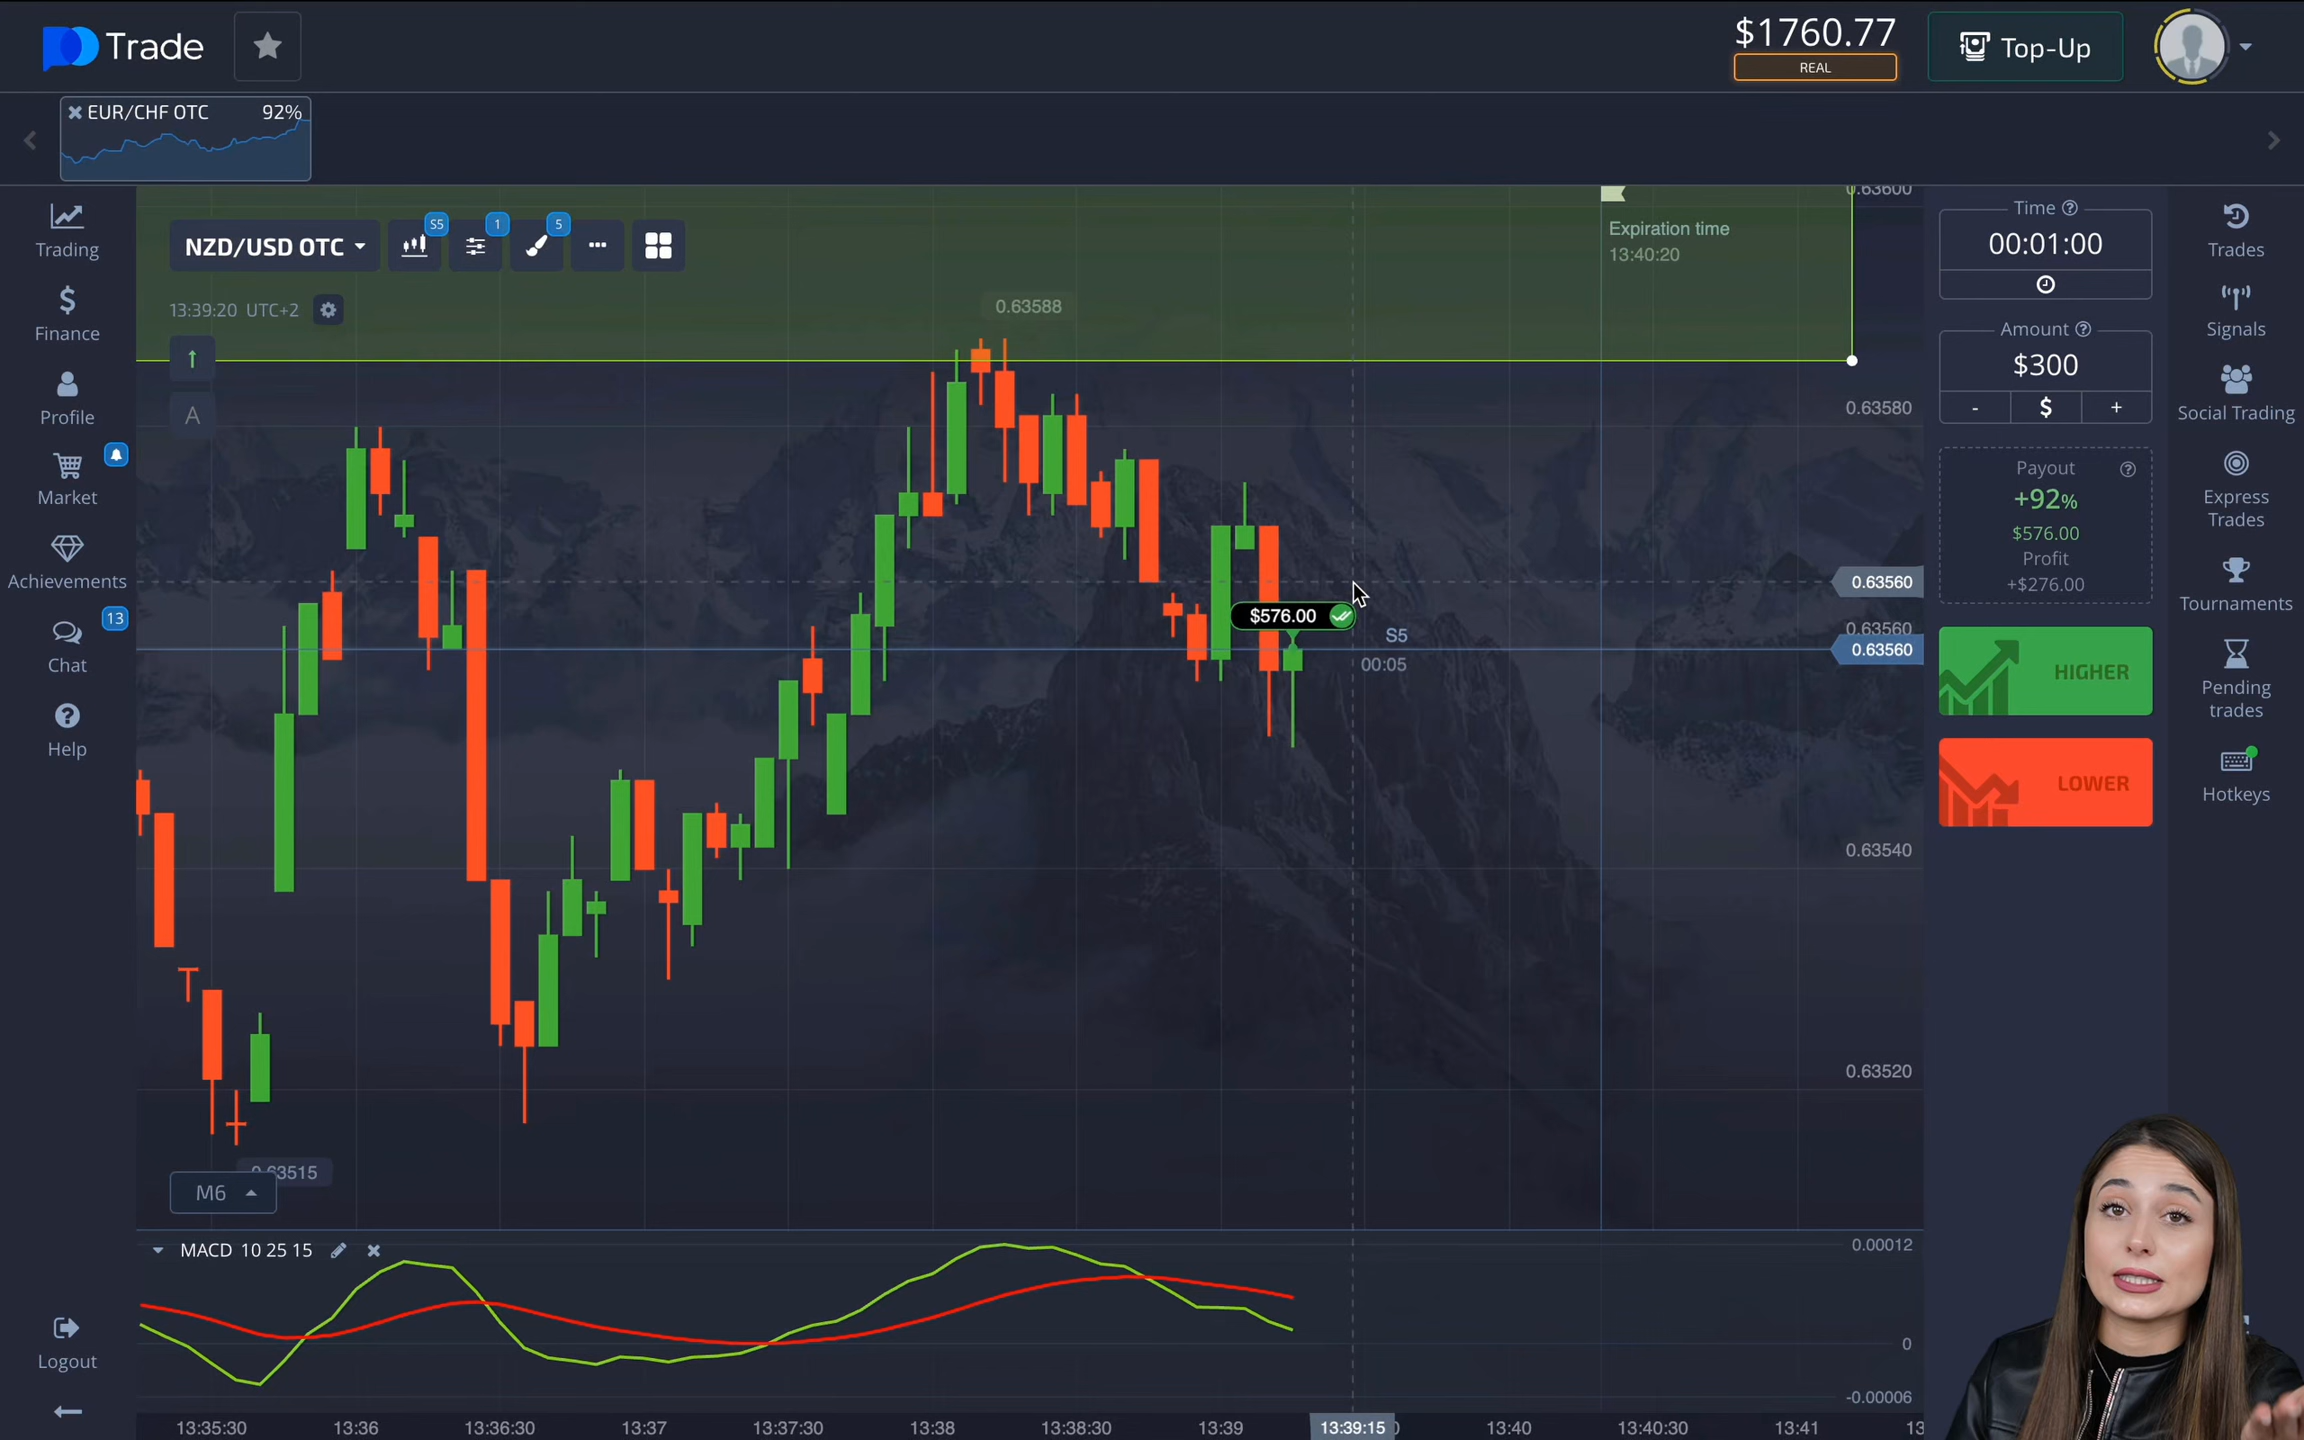 Trade
$1760.77
REAL
Top-Up
EUR/CHF OTC 92%
Trading
Finance
Profile
Market
Achievements
13
Chat
Help
Logout
NZD/USD OTC
S5
1
5
13:39:20 UTC+2
A
0.63588
Expiration time
13:40:20
$576.00
S5
00:05
0.63600
0.63580
0.63560
0.63560
0.63560
0.63540
0.63520
0.63515
M6
MACD 10 25 15
0.00012
0
-0.00006
13:35:30 13:36 13:36:30 13:37 13:37:30 13:38 13:38:30 13:39 13:39:15 13:40 13:40:30 13:41 13
Time
00:01:00
Amount
$300
- $ +
Payout
+92%
$576.00
Profit
+$276.00
HIGHER
LOWER
Trades
Signals
Social Trading
Express
Trades
Tournaments
Pending
trades
Hotkeys